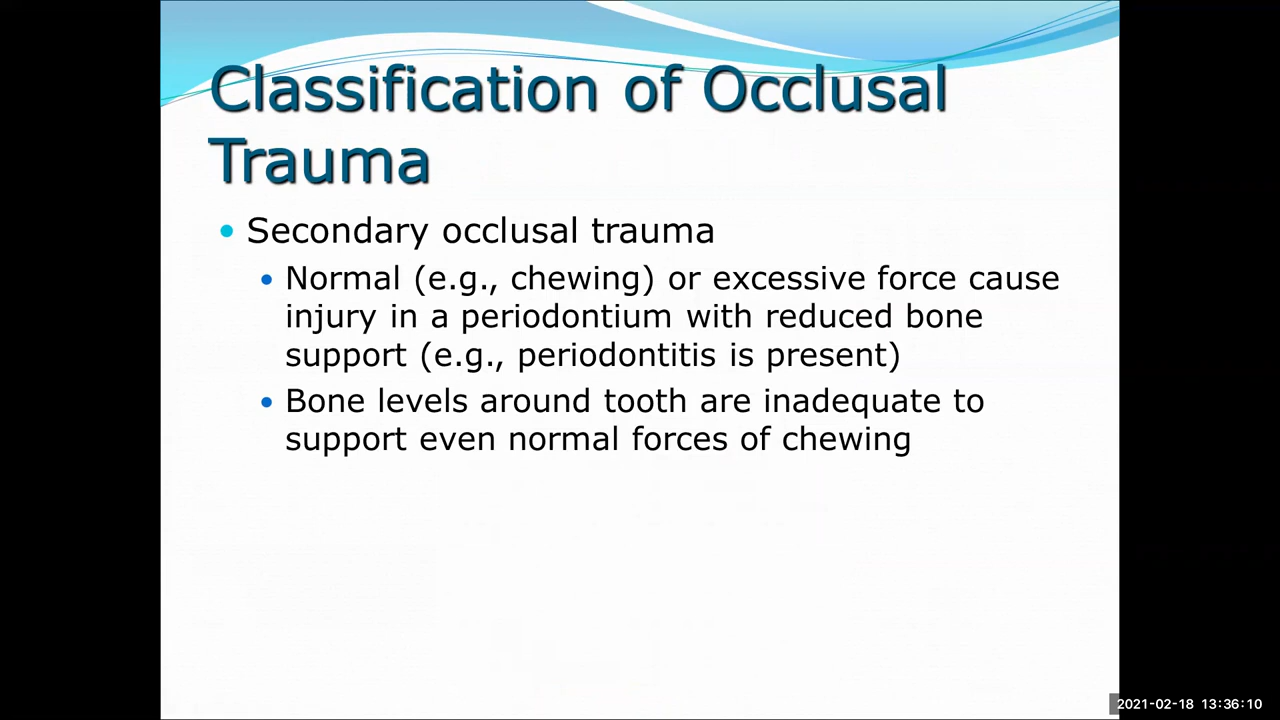 Classification of Occlusal
Trauma
• Secondary occlusal trauma
• Normal (e.g., chewing) or excessive force cause
injury in a periodontium with reduced bone
support (e.g., periodontitis is present)
• Bone levels around tooth are inadequate to
support even normal forces of chewing
2021-02-18 13:36:10